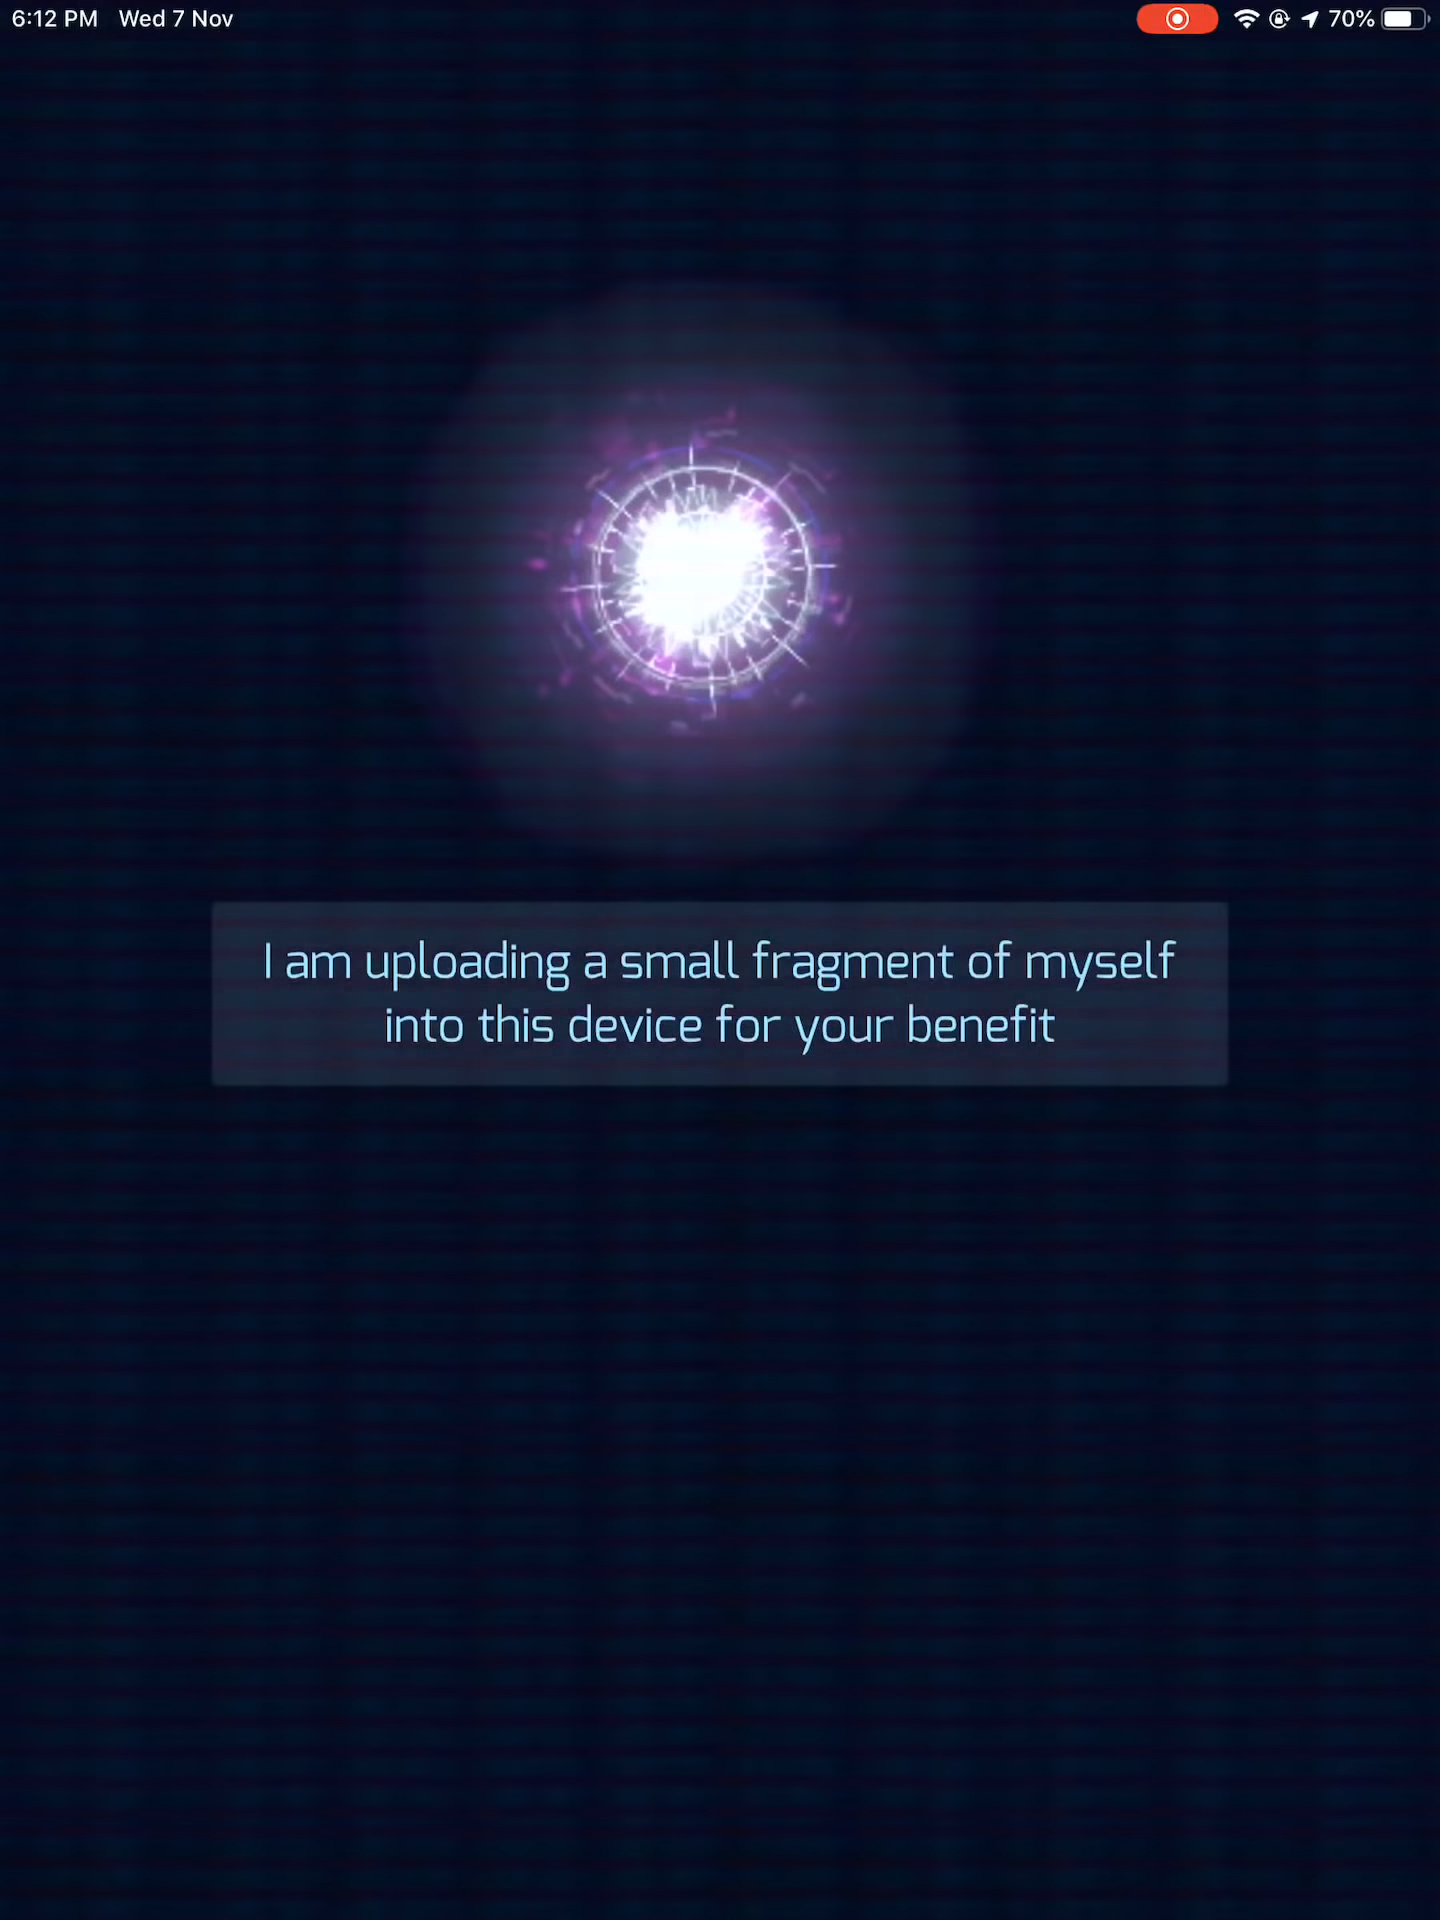 6:12 PM Wed 7 Nov 70%
I am uploading a small fragment of myself
into this device for your benefit